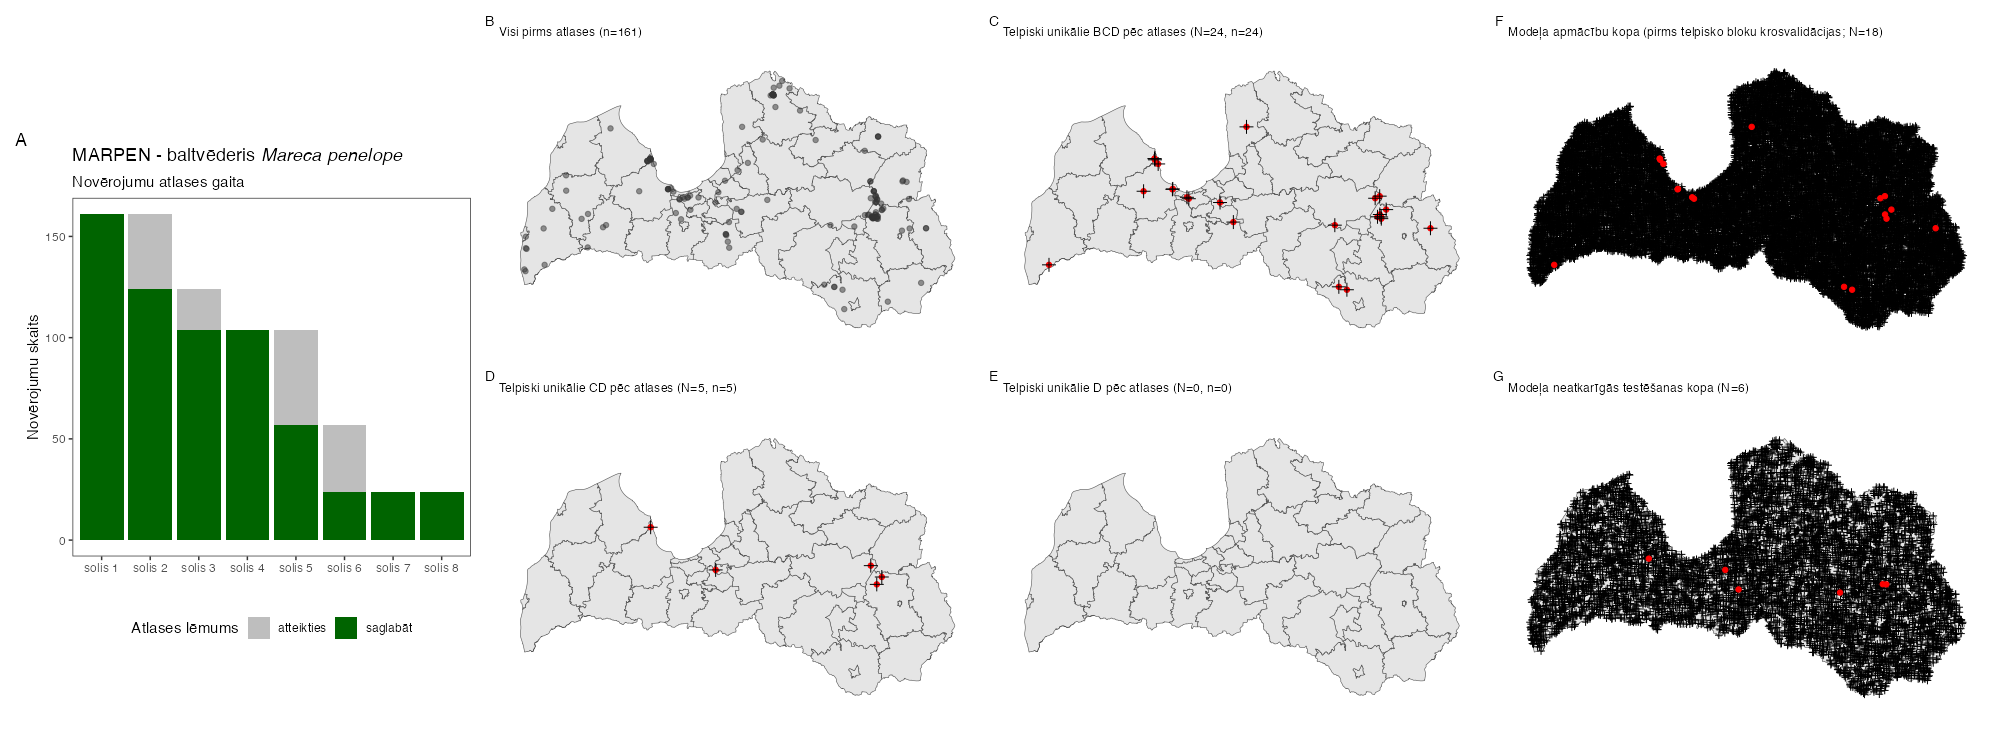 A
MARPEN - baltvēderis Mareca penelope
Novērojumu atlases gaita
Novērojumu skaits
150
100
50
0
solis 1 solis 2 solis 3 solis 4 solis 5 solis 6 solis 7 solis 8
Atlases lēmums atteikties saglabāt
B
Visi pirms atlases (n=161)
C
Telpiski unikālie BCD pēc atlases (N=24, n=24)
F
Modeļa apmācību kopa (pirms telpisko bloku krosvalidācijas; N=18)
D
Telpiski unikālie CD pēc atlases (N=5, n=5)
E
Telpiski unikālie D pēc atlases (N=0, n=0)
G
Modeļa neatkarīgās testēšanas kopa (N=6)